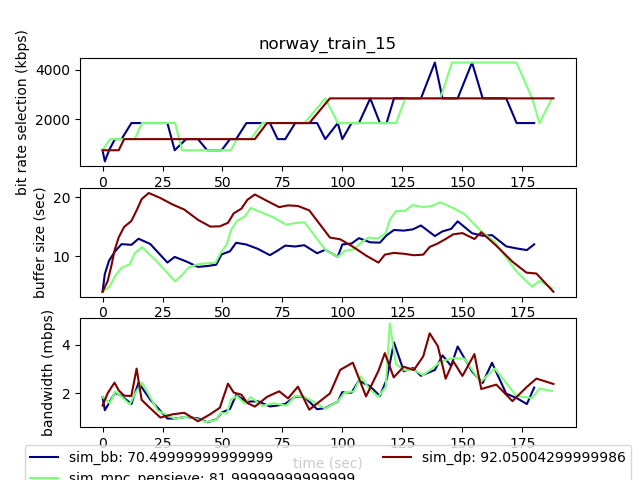 norway_train_15
bit rate selection (kbps)
4000
2000
0 25 50 75 100 125 150 175
buffer size (sec)
20
10
0 25 50 75 100 125 150 175
bandwidth (mbps)
4
2
0 25 50 75 100 125 150 175
time (sec)
sim_bb: 70.49999999999999
sim_mpc_pensieve: 81.99999999999999
sim_dp: 92.05004299999986